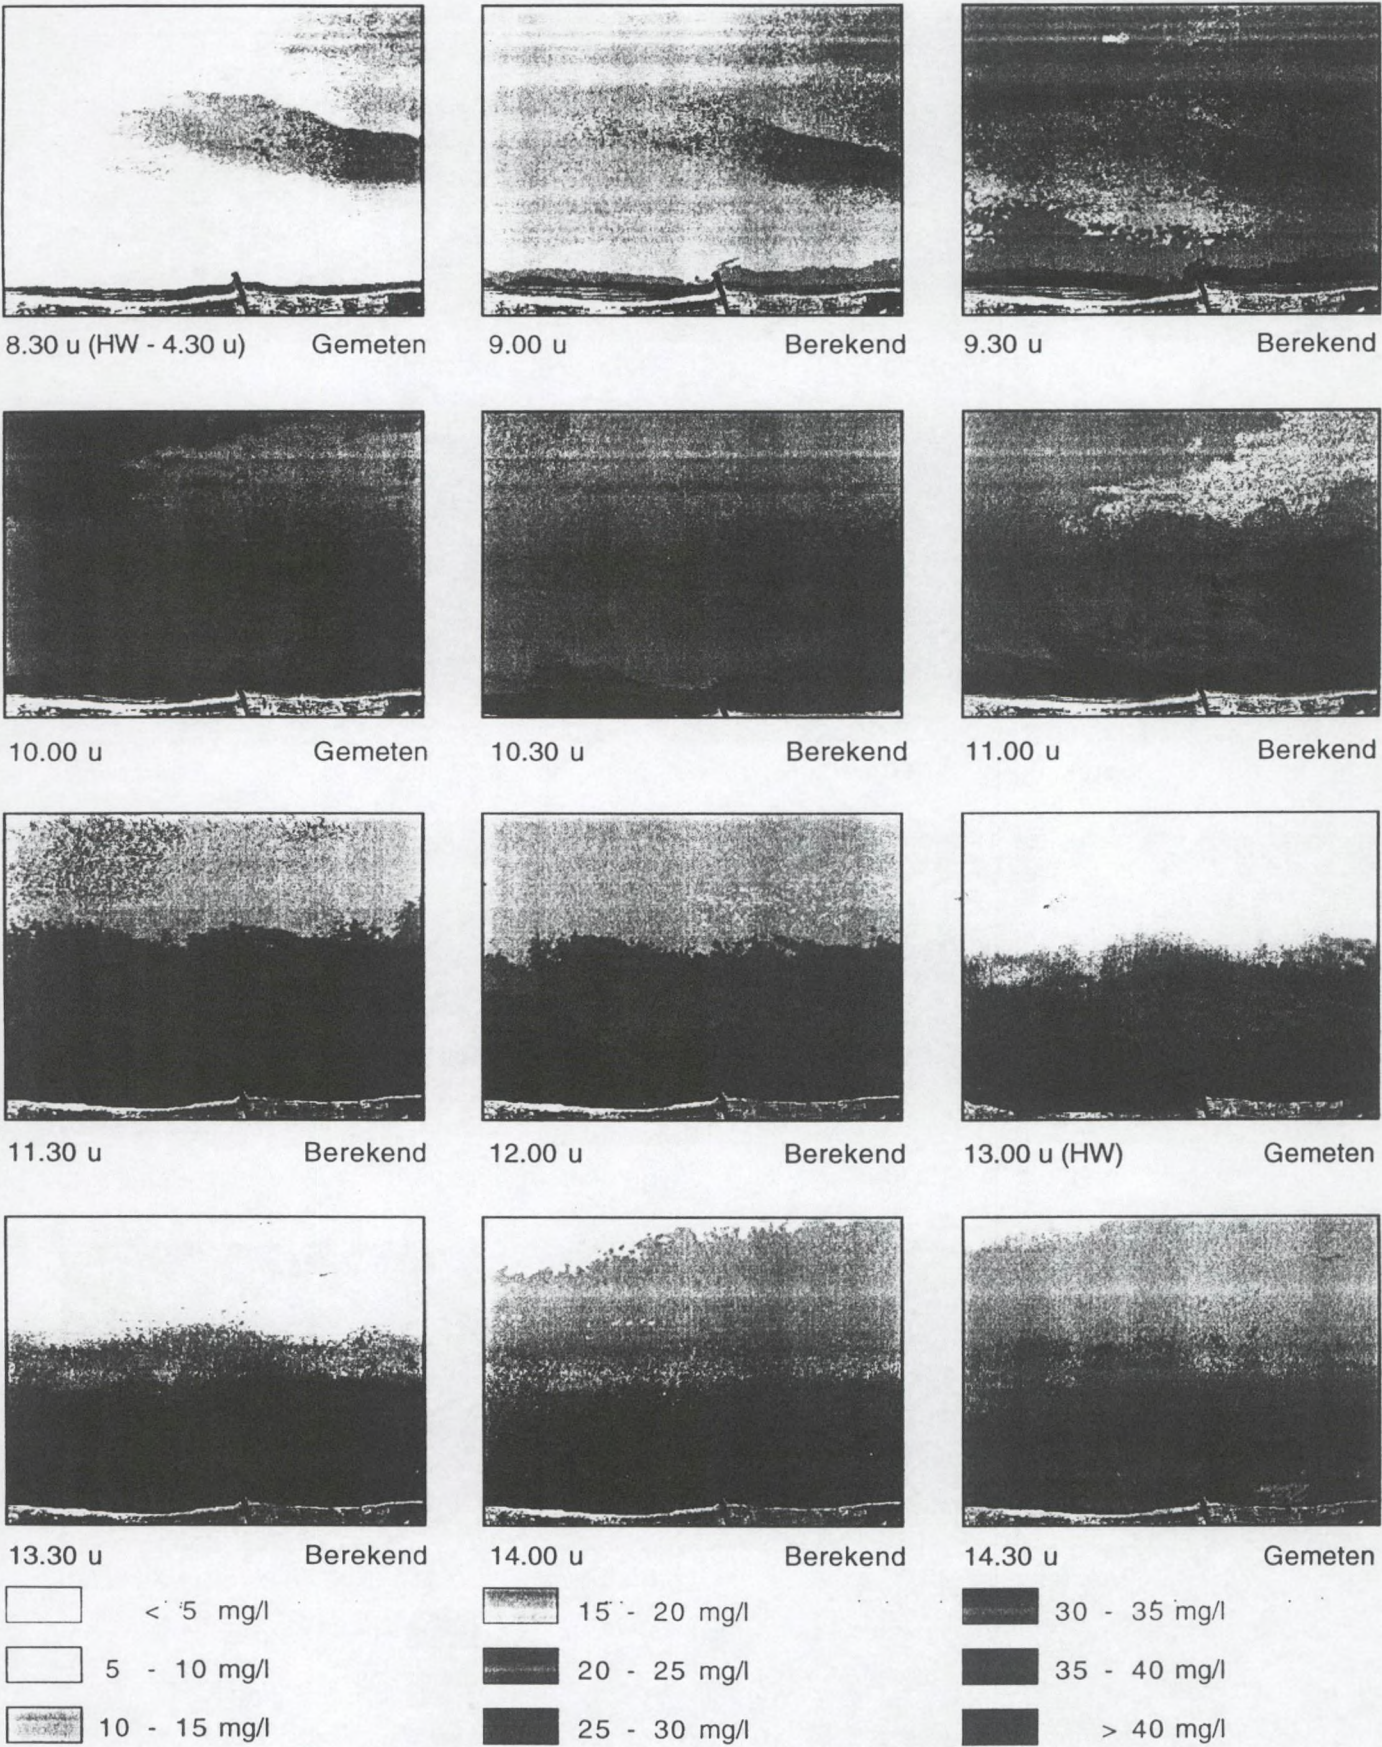 8.30 u (HW - 4.30 u) Gemeten
9.00 u Berekend
9.30 u Berekend
10.00 u Gemeten
10.30 u Berekend
11.00 u Berekend
11.30 u Berekend
12.00 u Berekend
13.00 u (HW) Gemeten
13.30 u Berekend
14.00 u Berekend
14.30 u Gemeten
< 5 mg/l
15 - 20 mg/l
30 - 35 mg/l
5 - 10 mg/l
20 - 25 mg/l
35 - 40 mg/l
10 - 15 mg/l
25 - 30 mg/l
> 40 mg/l